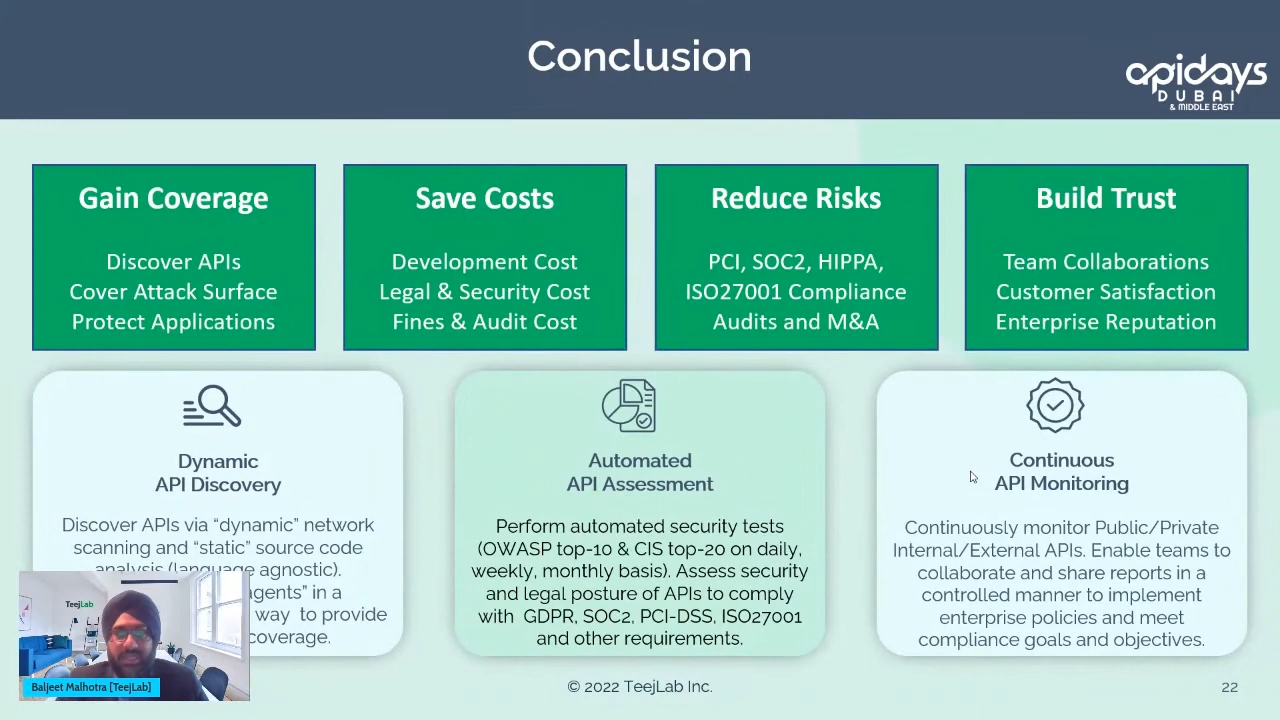 Conclusion
apidays
DUBAI
& MIDDLE EAST
Gain Coverage
Discover APIs
Cover Attack Surface
Protect Applications
Save Costs
Development Cost
Legal & Security Cost
Fines & Audit Cost
Reduce Risks
PCI, SOC2, HIPPA,
ISO27001 Compliance
Audits and M&A
Build Trust
Team Collaborations
Customer Satisfaction
Enterprise Reputation
Dynamic
API Discovery
Discover APIs via “dynamic” network
scanning and “static” source code
analysis (language agnostic).
agents” in a
way to provide
coverage.
Automated
API Assessment
Perform automated security tests
(OWASP top-10 & CIS top-20 on daily,
weekly, monthly basis). Assess security
and legal posture of APIs to comply
with GDPR, SOC2, PCI-DSS, ISO27001
and other requirements.
Continuous
API Monitoring
Continuously monitor Public/Private
Internal/External APIs. Enable teams to
collaborate and share reports in a
controlled manner to implement
enterprise policies and meet
compliance goals and objectives.
TeejLab
Baljeet Malhotra [TeejLab]
© 2022 TeejLab Inc.
22